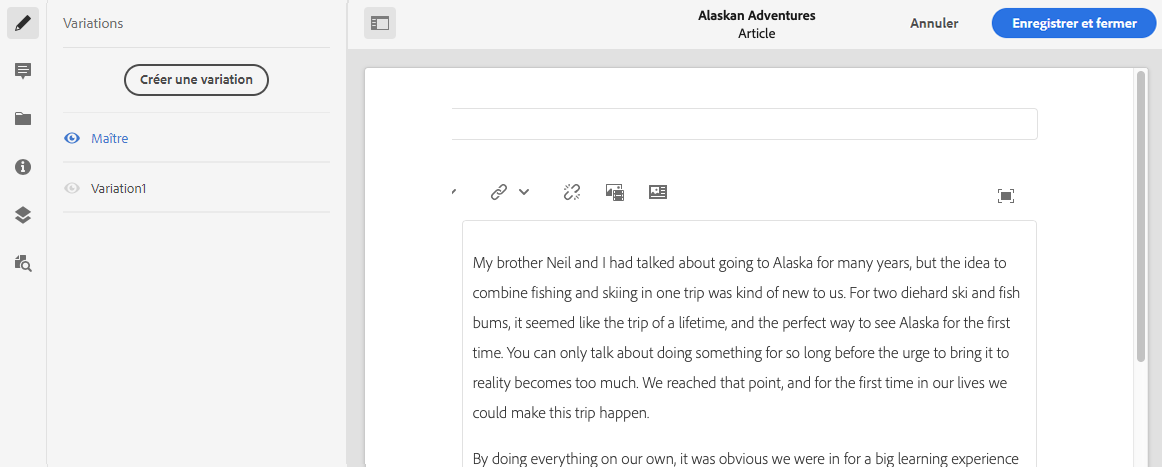 Variations
Créer une variation
Maître
Variation1
Alaskan Adventures
Article
Annuler
Enregistrer et fermer
My brother Neil and I had talked about going to Alaska for many years, but the idea to
combine fishing and skiing in one trip was kind of new to us. For two diehard ski and fish
bums, it seemed like the trip of a lifetime, and the perfect way to see Alaska for the first
time. You can only talk about doing something for so long before the urge to bring it to
reality becomes too much. We reached that point, and for the first time in our lives we
could make this trip happen.
By doing everything on our own, it was obvious we were in for a big learning experience